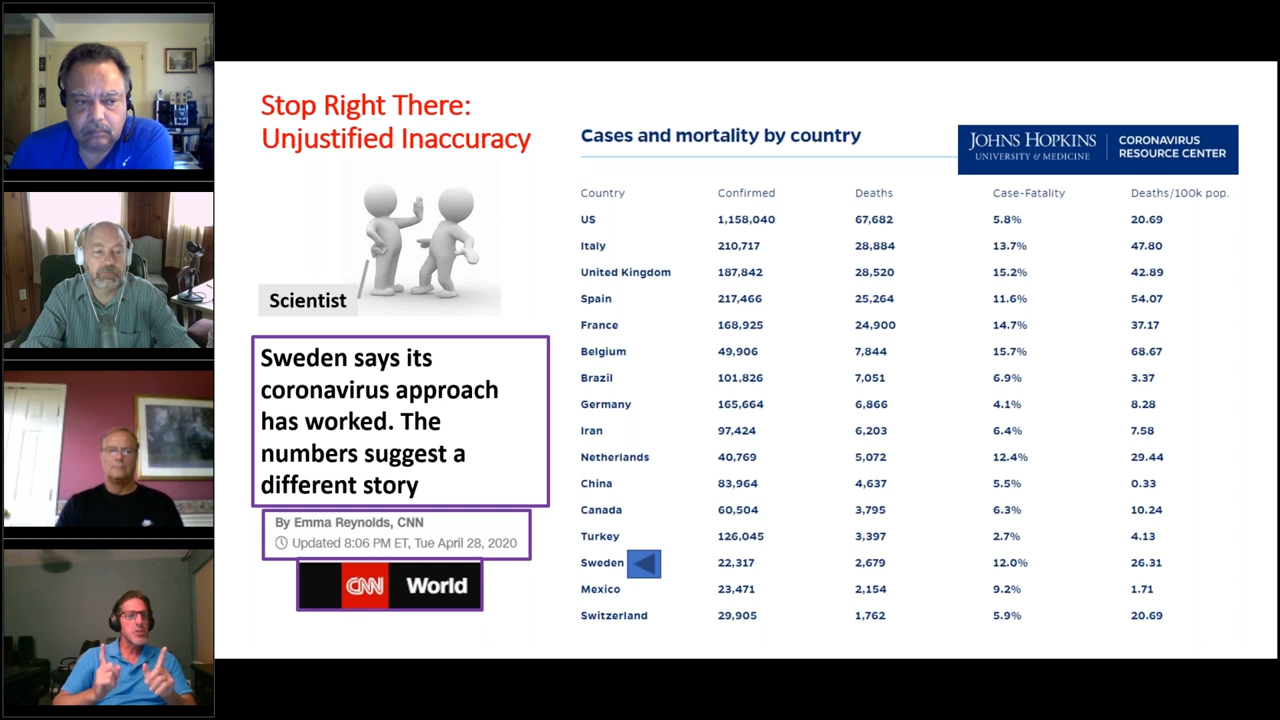 Stop Right There:
Unjustified Inaccuracy
Scientist
Sweden says its
coronavirus approach
has worked. The
numbers suggest a
different story
By Emma Reynolds, CNN
Updated 8:06 PM ET, Tue April 28, 2020
CNN World
Cases and mortality by country
JOHNS HOPKINS
UNIVERSITY & MEDICINE
CORONAVIRUS
RESOURCE CENTER
Country Confirmed Deaths Case-Fatality Deaths/100k pop.
US 1,158,040 67,682 5.8% 20.69
Italy 210,717 28,884 13.7% 47.80
United Kingdom 187,842 28,520 15.2% 42.89
Spain 217,466 25,264 11.6% 54.07
France 168,925 24,900 14.7% 37.17
Belgium 49,906 7,844 15.7% 68.67
Brazil 101,826 7,051 6.9% 3.37
Germany 165,664 6,866 4.1% 8.28
Iran 97,424 6,203 6.4% 7.58
Netherlands 40,769 5,072 12.4% 29.44
China 83,964 4,637 5.5% 0.33
Canada 60,504 3,795 6.3% 10.24
Turkey 126,045 3,397 2.7% 4.13
Sweden 22,317 2,679 12.0% 26.31
Mexico 23,471 2,154 9.2% 1.71
Switzerland 29,905 1,762 5.9% 20.69